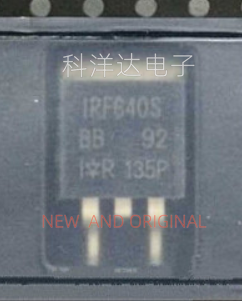 科洋达电子
IRF640S
BB 92
I R 135P
NEW AND ORIGINAL